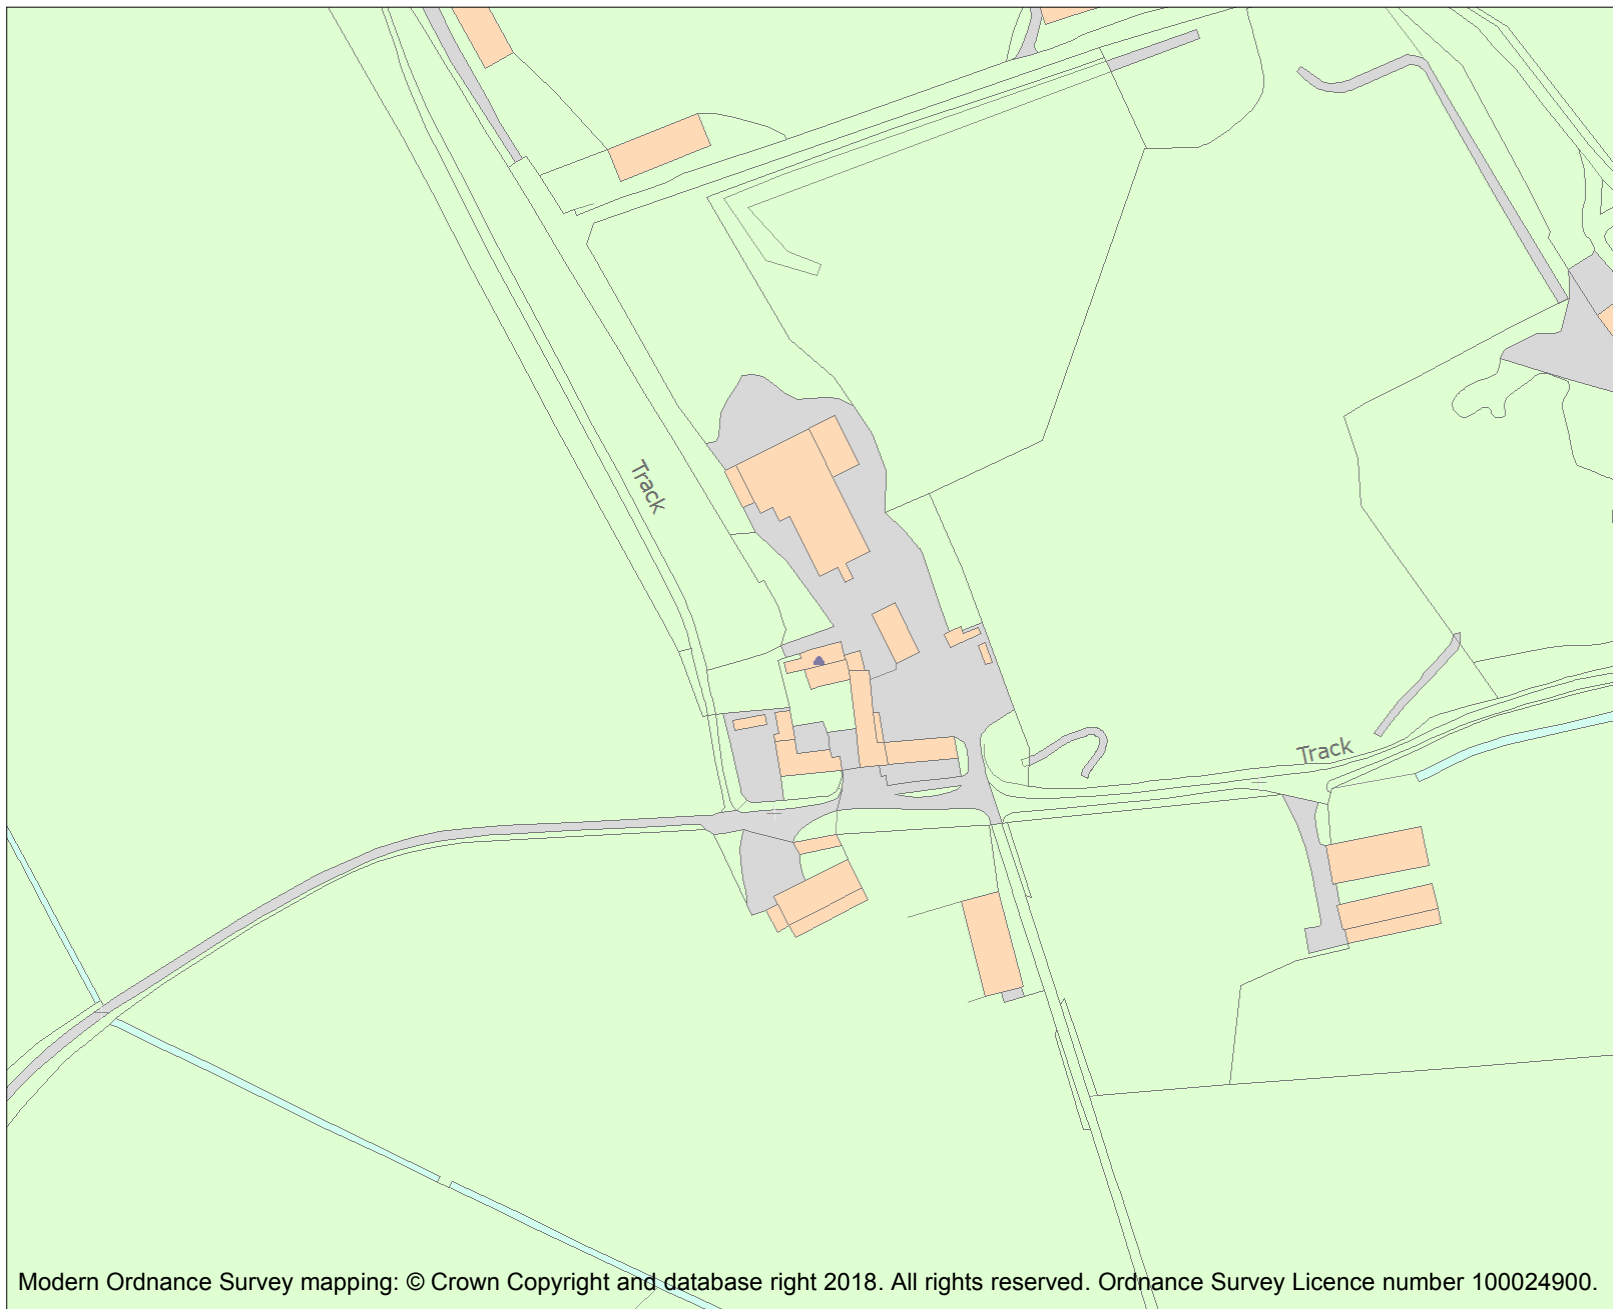 Track
Track
Modern Ordnance Survey mapping: © Crown Copyright and database right 2018. All rights reserved. Ordnance Survey Licence number 100024900.